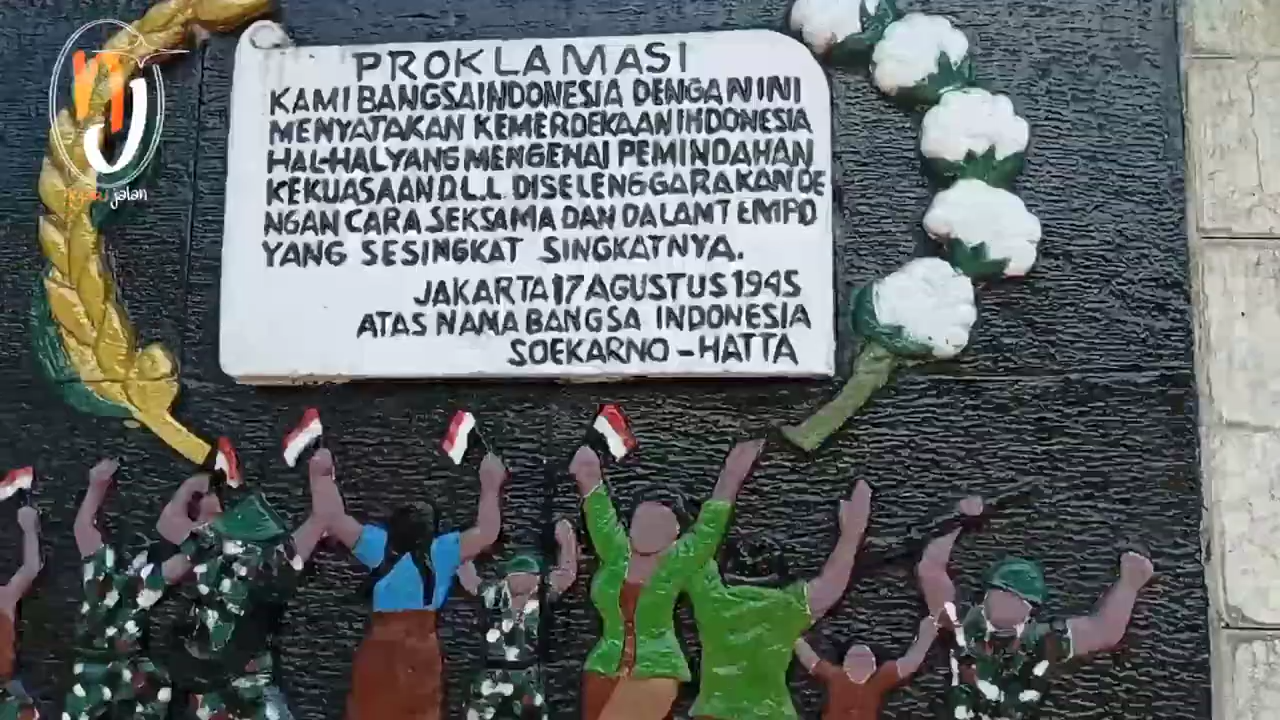 PROKLAMASI
KAMI BANGSA INDONESIA DENGAN INI
MENYATAKAN KEMERDEKAAN INDONESIA
HAL-HAL YANG MENGENAI PEMINDAHAN
KEKUASAAN D.L.L. DISELENGGARAKAN DE
NGAN CARA SEKSAMA DAN DALAM TEMPO
YANG SESINGKAT SINGKATNYA.
JAKARTA 17 AGUSTUS 1945
ATAS NAMA BANGSA INDONESIA
SOEKARNO – HATTA
jalan